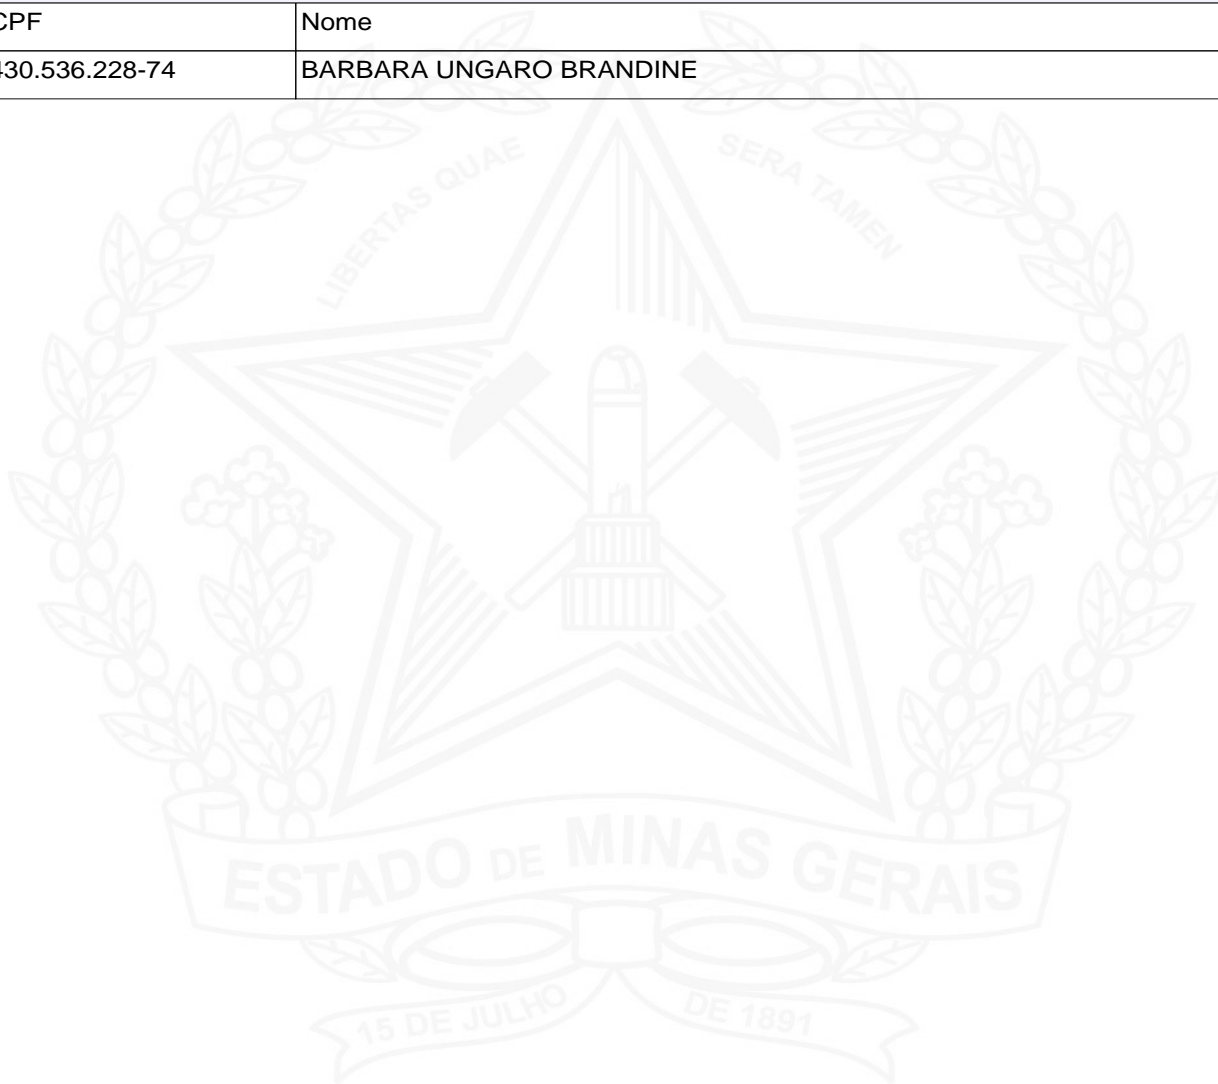 CPF Nome
430.536.228-74 BARBARA UNGARO BRANDINE
LIBERTAS QUAE SERA TAMEN
ESTADO DE MINAS GERAIS
15 DE JULHO DE 1891